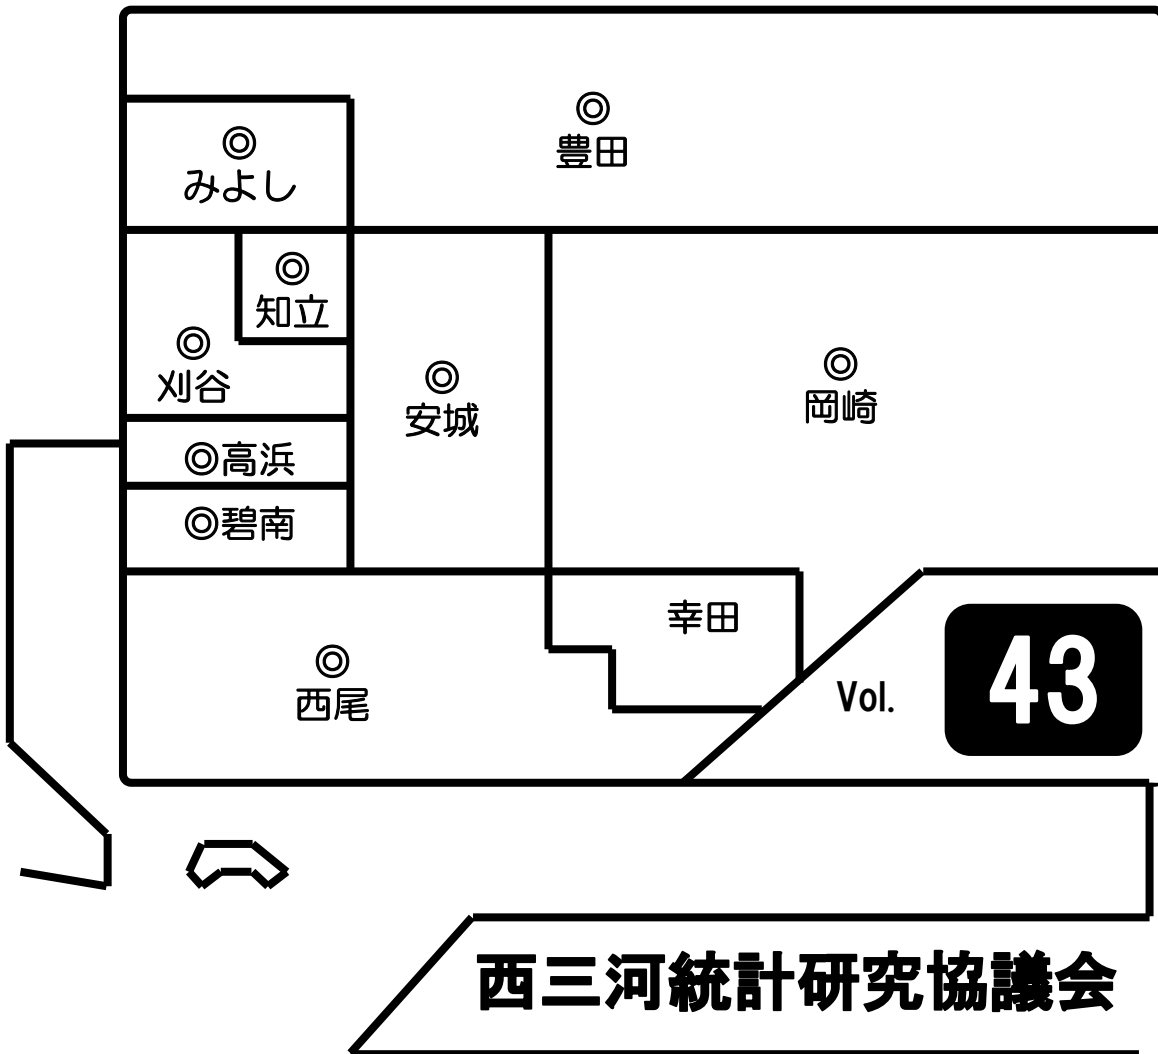 ◎
豊田
◎
みよし
◎
知立
◎
刈谷
◎
安城
◎
岡崎
◎高浜
◎碧南
幸田
◎
西尾
Vol. 43
西三河統計研究協議会